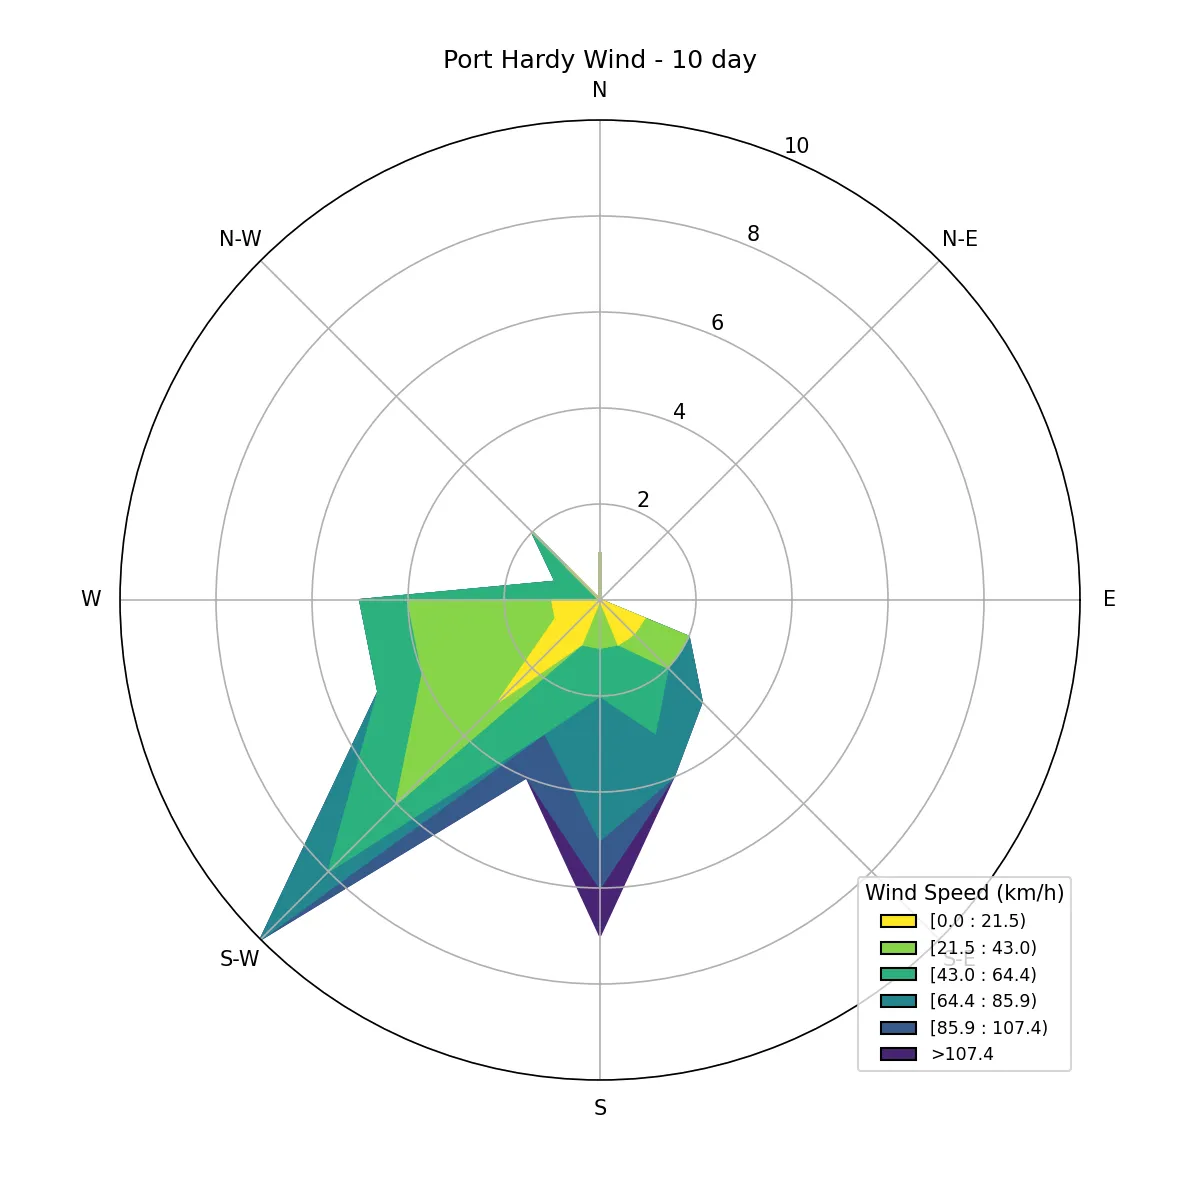 Port Hardy Wind - 10 day
N
10
N-W
N-E
8
6
4
2
W
E
S-W
S-E
S
Wind Speed (km/h)
[0.0 : 21.5)
[21.5 : 43.0)
[43.0 : 64.4)
[64.4 : 85.9)
[85.9 : 107.4)
>107.4